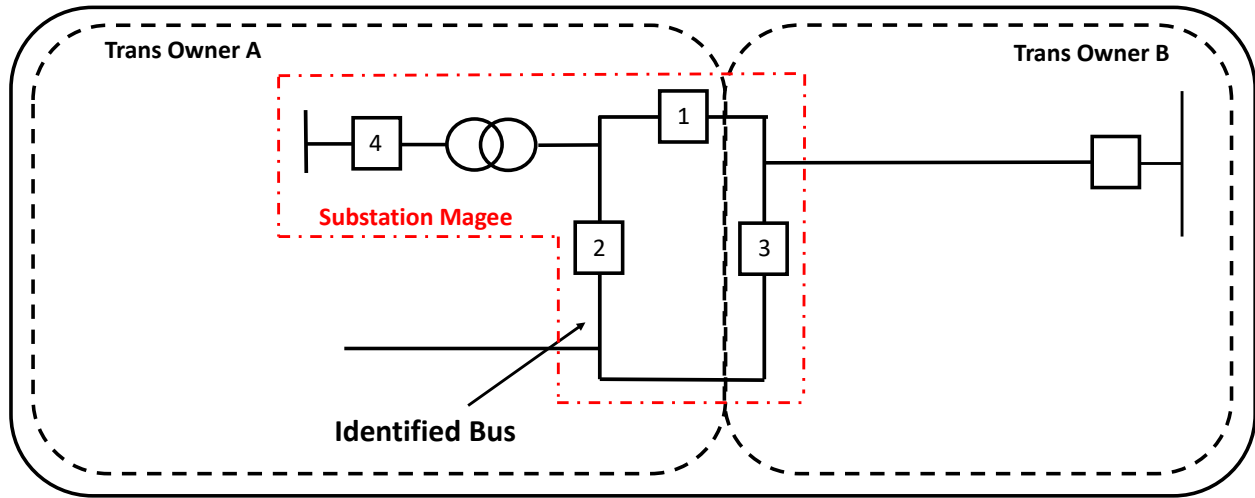 Trans Owner A
Trans Owner B
1
4
Substation Magee
2
3
Identified Bus